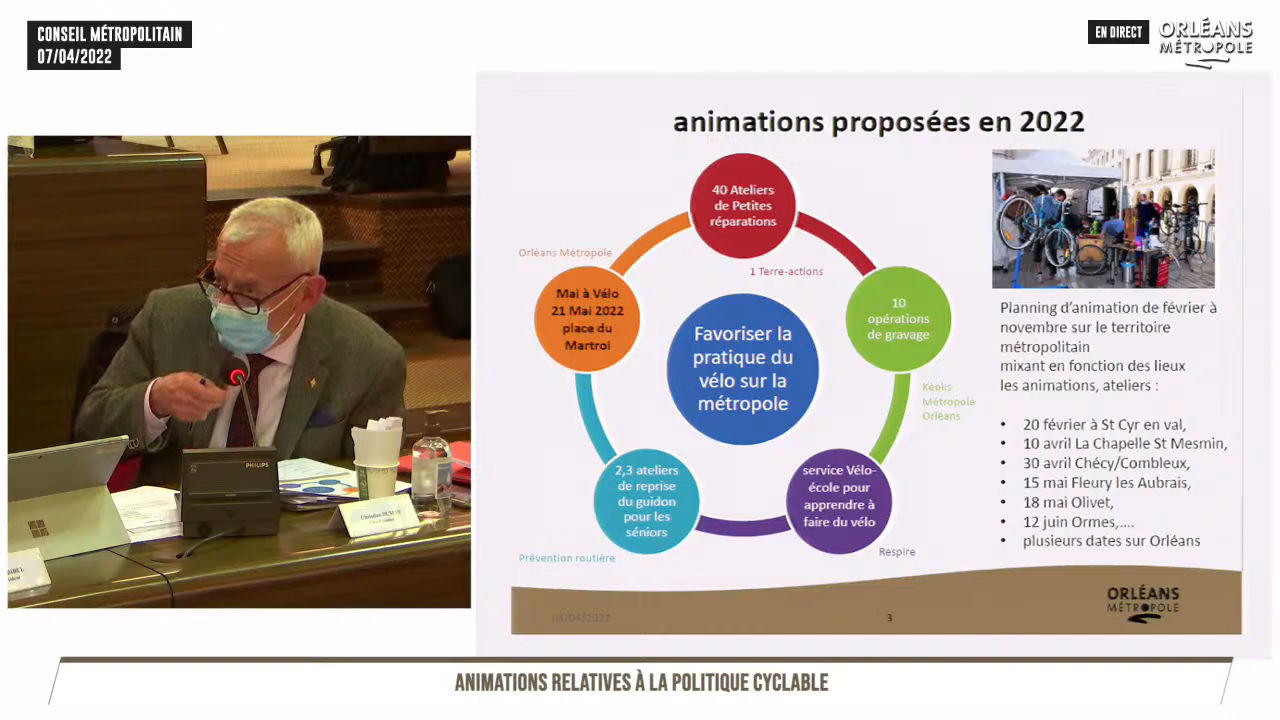 CONSEIL MÉTROPOLITAIN
07/04/2022
EN DIRECT
ORLÉANS
MÉTROPOLE
animations proposées en 2022
40 Ateliers
de Petites
réparations
Orléans Métropole
1 Terre-actions
Mai à Vélo
21 Mai 2022
place du
Martroi
10
opérations
de gravage
Favoriser la
pratique du
vélo sur la
métropole
Kéolis
Métropole
Orléans
2,3 ateliers
de reprise
du guidon
pour les
séniors
service Vélo-
école pour
apprendre à
faire du vélo
Prévention routière
Respire
Planning d'animation de février à
novembre sur le territoire
métropolitain
mixant en fonction des lieux
les animations, ateliers :
• 20 février à St Cyr en val,
• 10 avril La Chapelle St Mesmin,
• 30 avril Chécy/Combleux,
• 15 mai Fleury les Aubrais,
• 18 mai Olivet,
• 12 juin Ormes,....
• plusieurs dates sur Orléans
3
ORLÉANS
MÉTROPOLE
PHILIPS
Christian
ANIMATIONS RELATIVES À LA POLITIQUE CYCLABLE